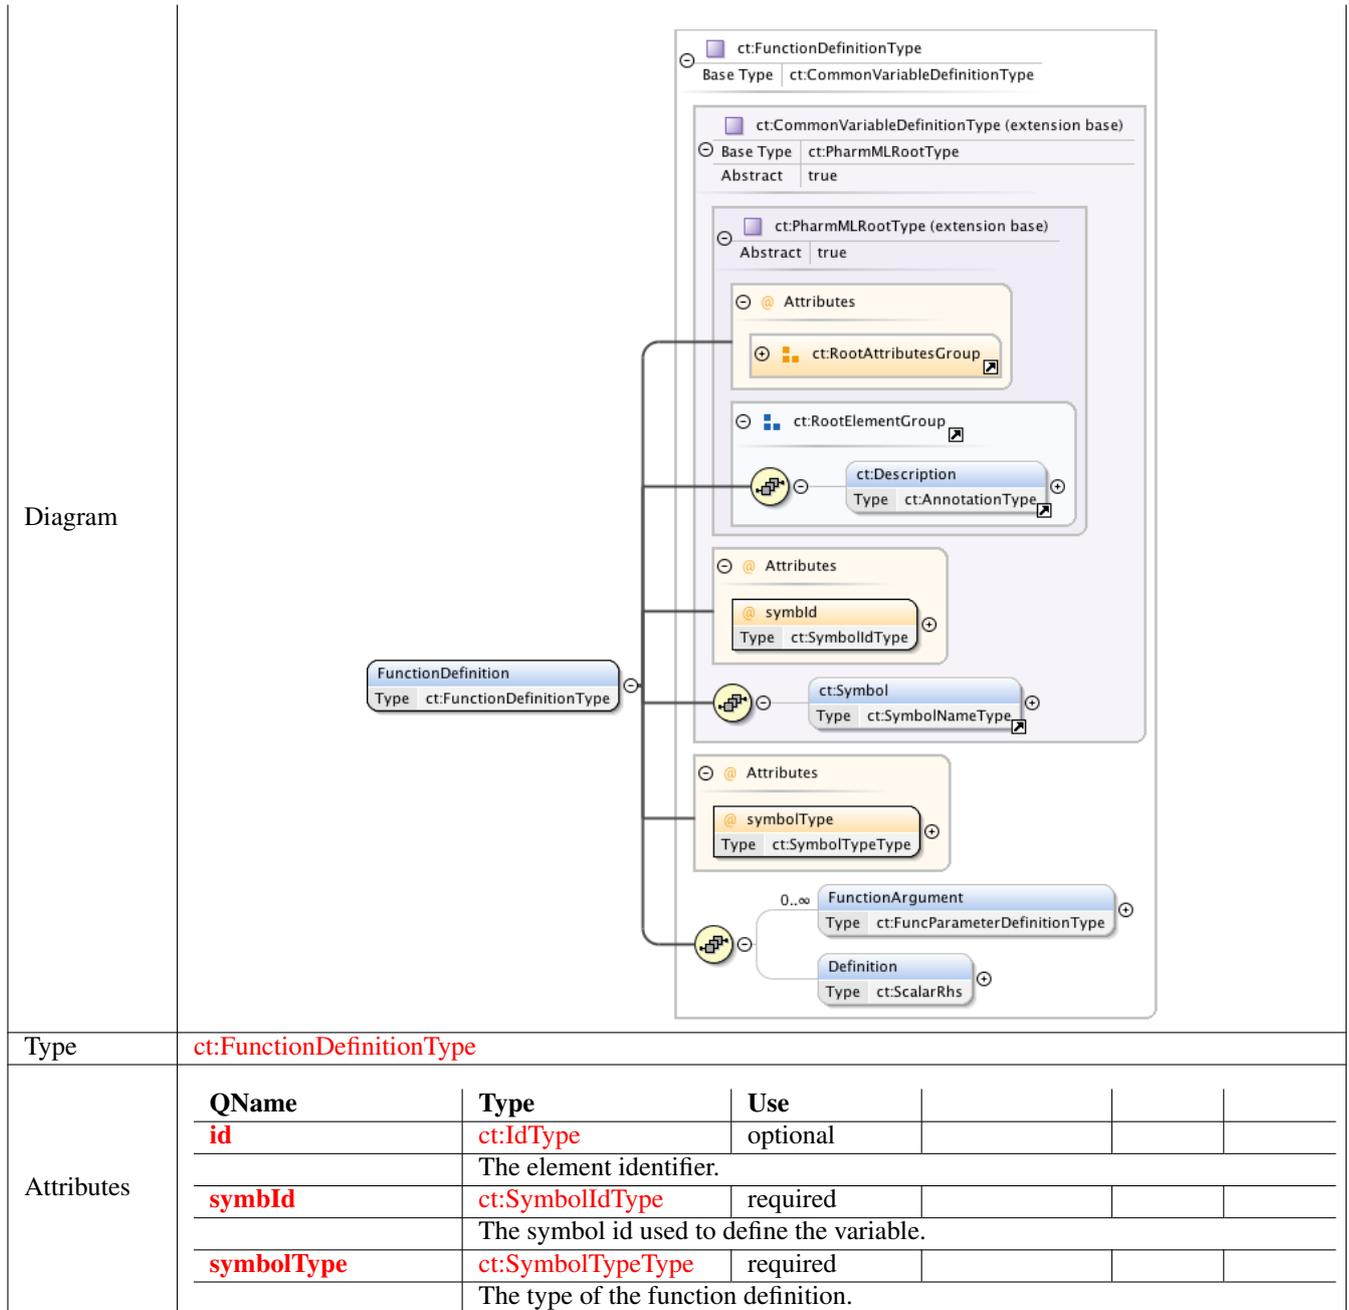 Diagram
ct:FunctionDefinitionType
Base Type ct:CommonVariableDefinitionType
ct:CommonVariableDefinitionType (extension base)
Base Type ct:PharmMLRootType
Abstract true
ct:PharmMLRootType (extension base)
Abstract true
@ Attributes
ct:RootAttributesGroup
ct:RootElementGroup
ct:Description
Type ct:AnnotationType
@ Attributes
@ symbId
Type ct:SymbolIdType
FunctionDefinition
Type ct:FunctionDefinitionType
ct:Symbol
Type ct:SymbolNameType
@ Attributes
@ symbolType
Type ct:SymbolTypeType
0..∞
FunctionArgument
Type ct:FuncParameterDefinitionType
Definition
Type ct:ScalarRhs
Type ct:FunctionDefinitionType
Attributes
QName Type Use
id ct:IdType optional
The element identifier.
symbId ct:SymbolIdType required
The symbol id used to define the variable.
symbolType ct:SymbolTypeType required
The type of the function definition.